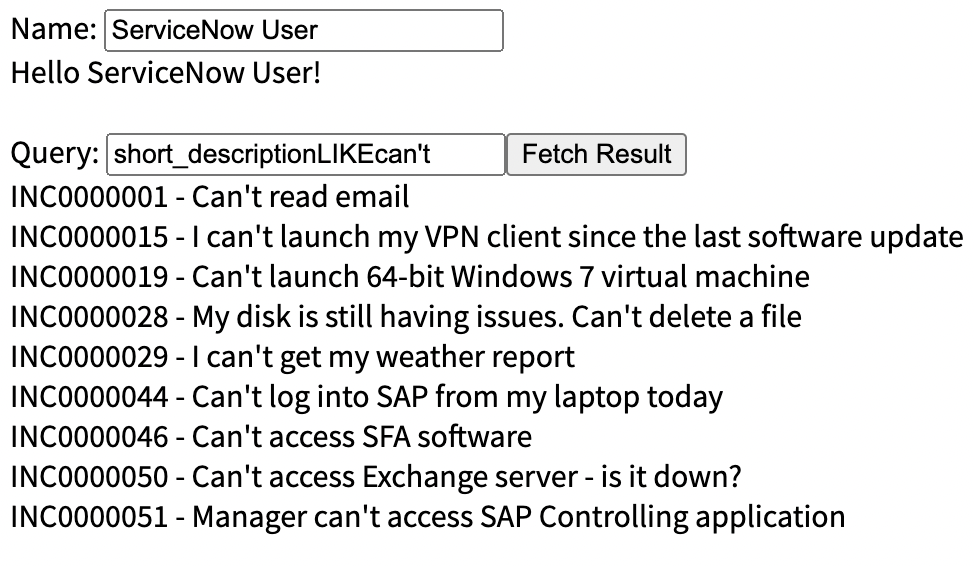 Name: ServiceNow User
Hello ServiceNow User!
Query: short_descriptionLIKEcan't Fetch Result
INC0000001 - Can't read email
INC0000015 - I can't launch my VPN client since the last software update
INC0000019 - Can't launch 64-bit Windows 7 virtual machine
INC0000028 - My disk is still having issues. Can't delete a file
INC0000029 - I can't get my weather report
INC0000044 - Can't log into SAP from my laptop today
INC0000046 - Can't access SFA software
INC0000050 - Can't access Exchange server - is it down?
INC0000051 - Manager can't access SAP Controlling application